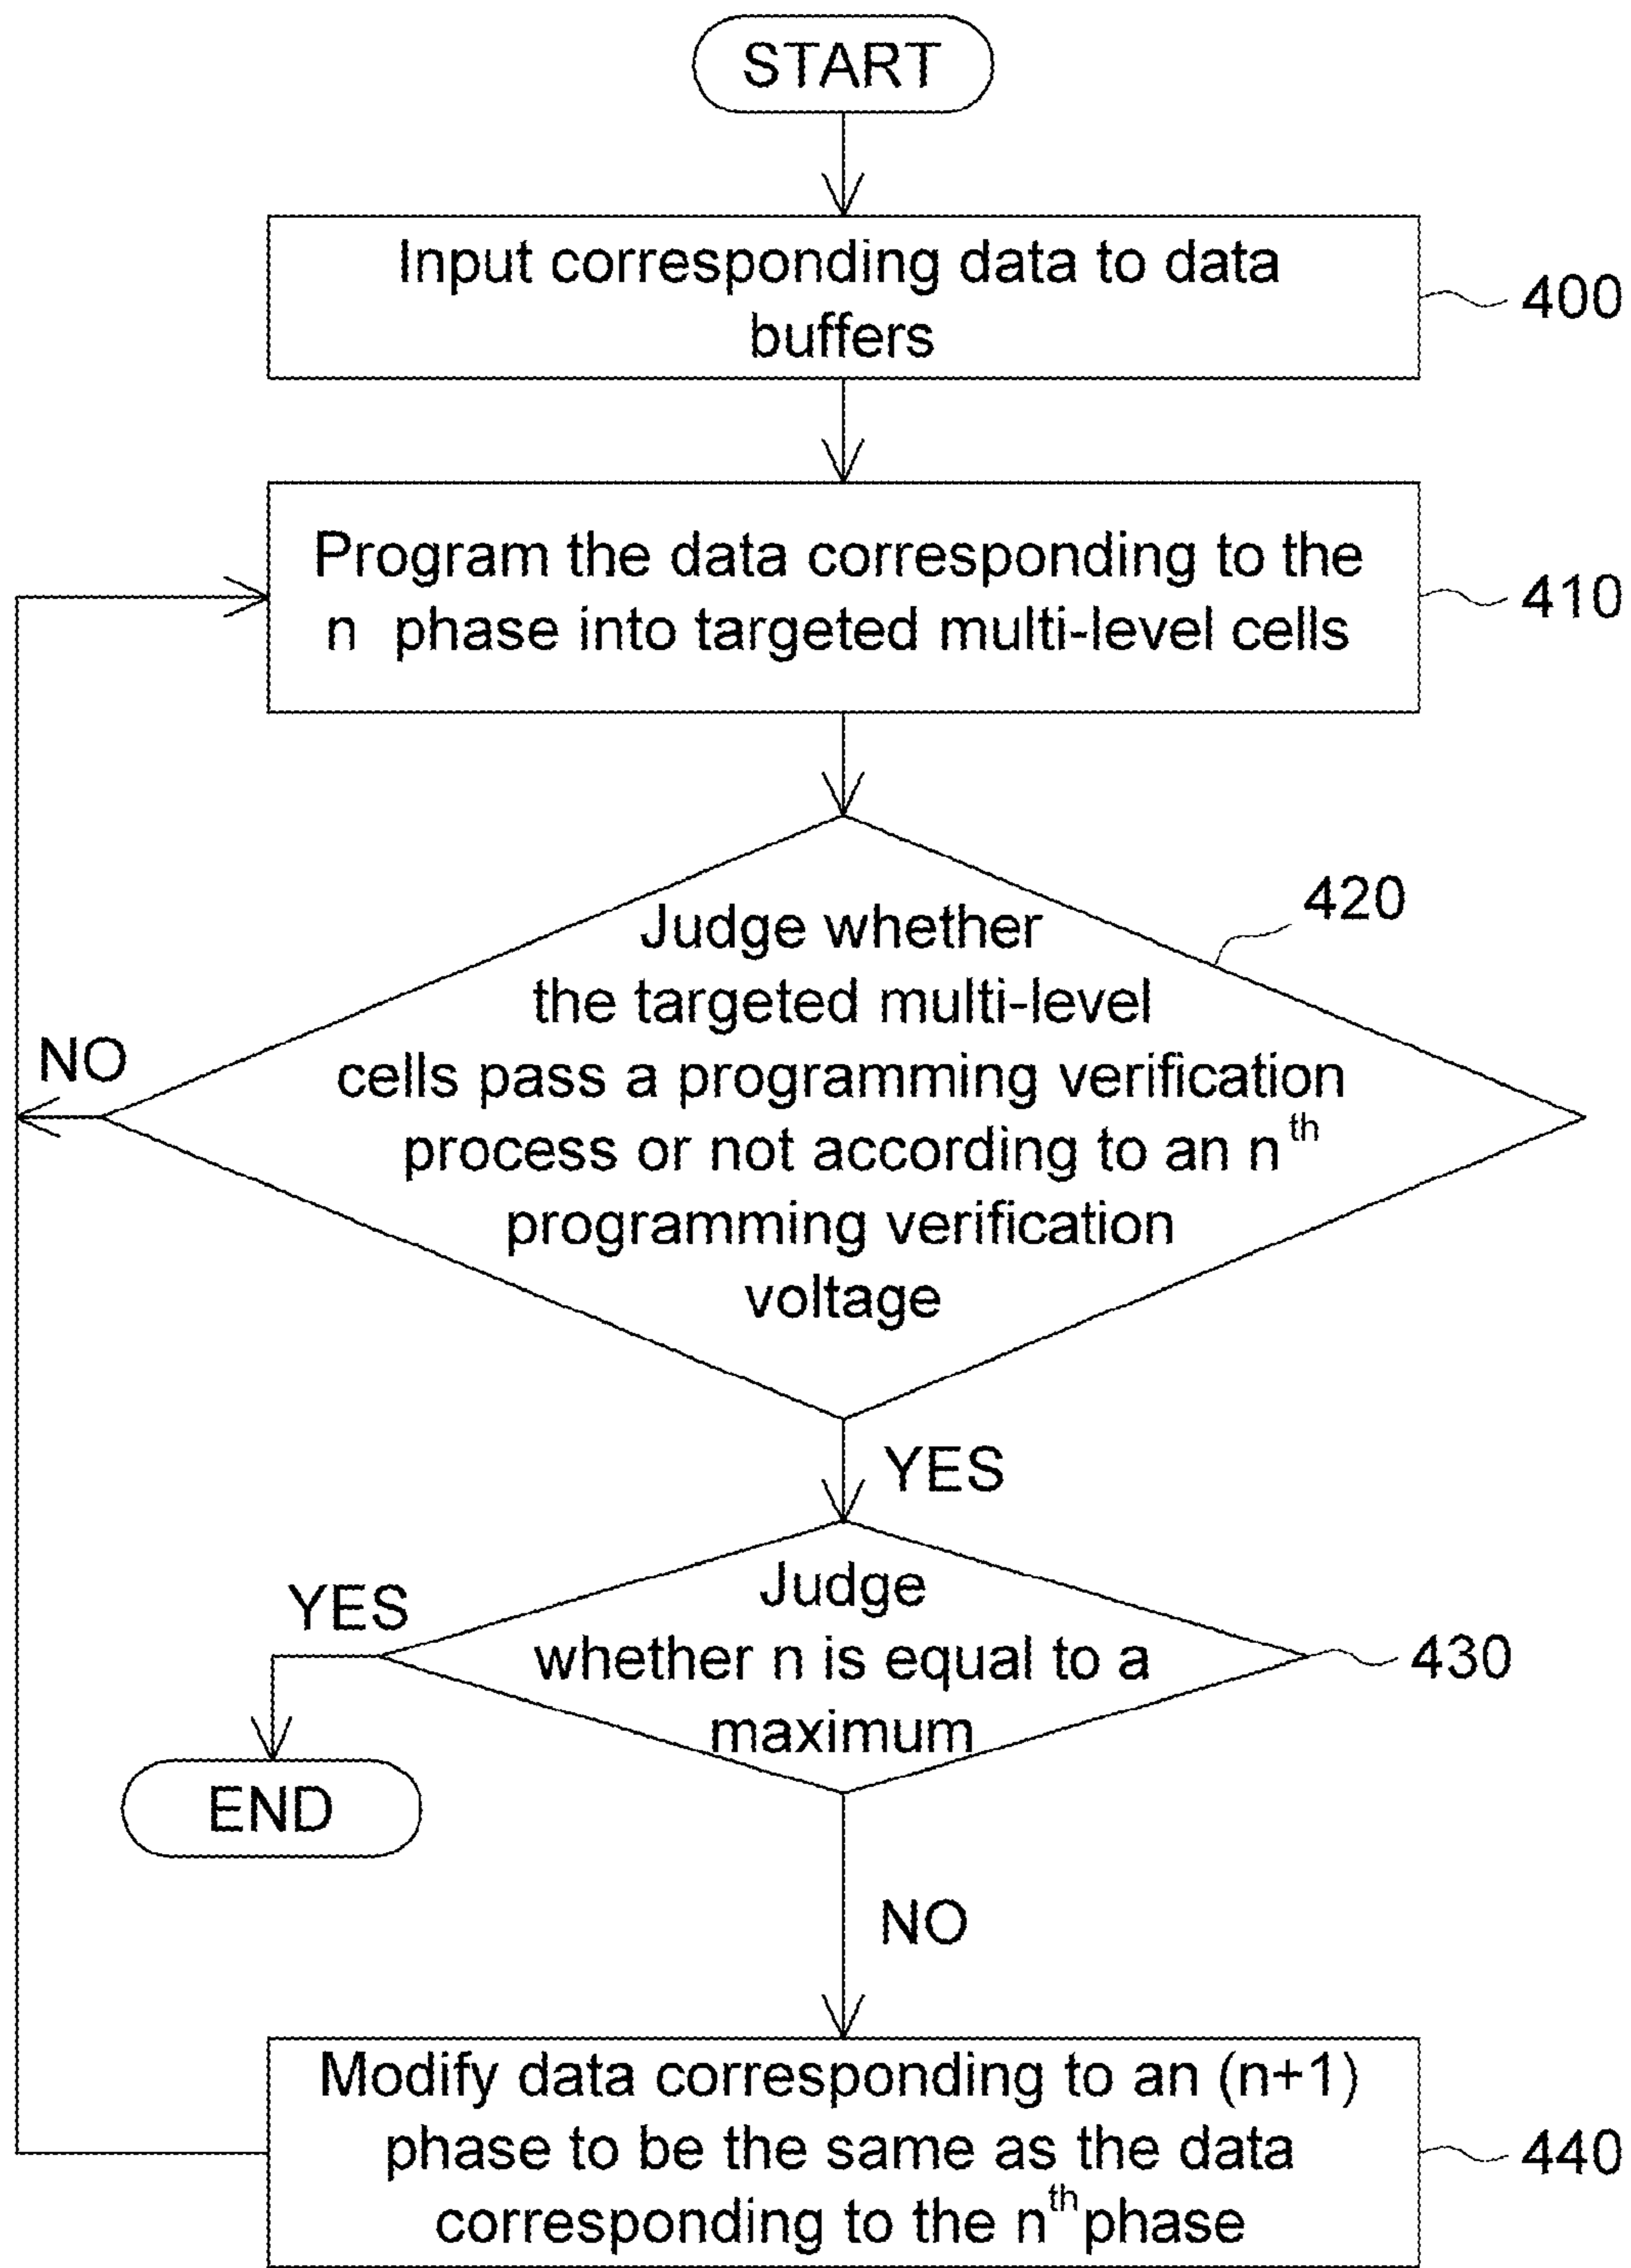 START
Input corresponding data to data
buffers
400
Program the data corresponding to the
n phase into targeted multi-level cells
410
420
Judge whether
the targeted multi-level
cells pass a programming verification
process or not according to an nth
programming verification
voltage
NO
YES
Judge
whether n is equal to a
maximum
430
YES
END
NO
Modify data corresponding to an (n+1)
phase to be the same as the data
corresponding to the nth phase
440